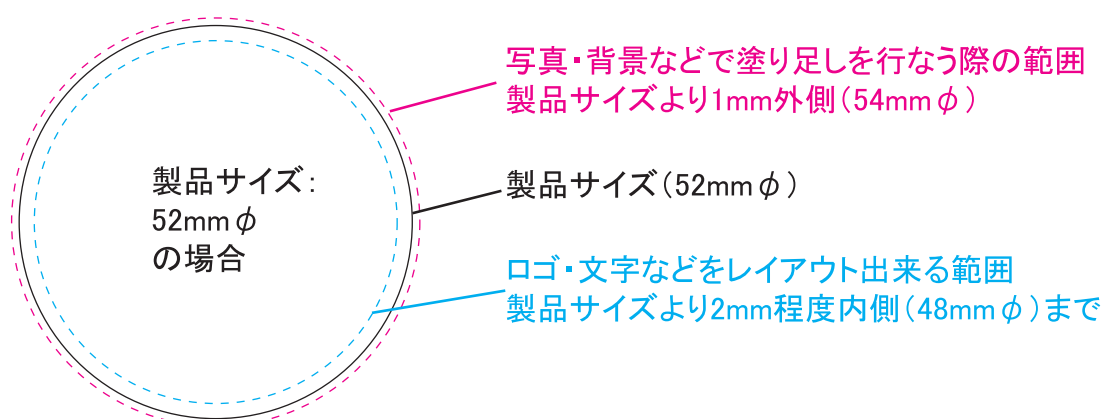 写真・背景などで塗り足しを行なう際の範囲
製品サイズより1mm外側(54mmφ)
製品サイズ:
52mmφ
の場合
製品サイズ(52mmφ)
ロゴ・文字などをレイアウト出来る範囲
製品サイズより2mm程度内側(48mmφ)まで